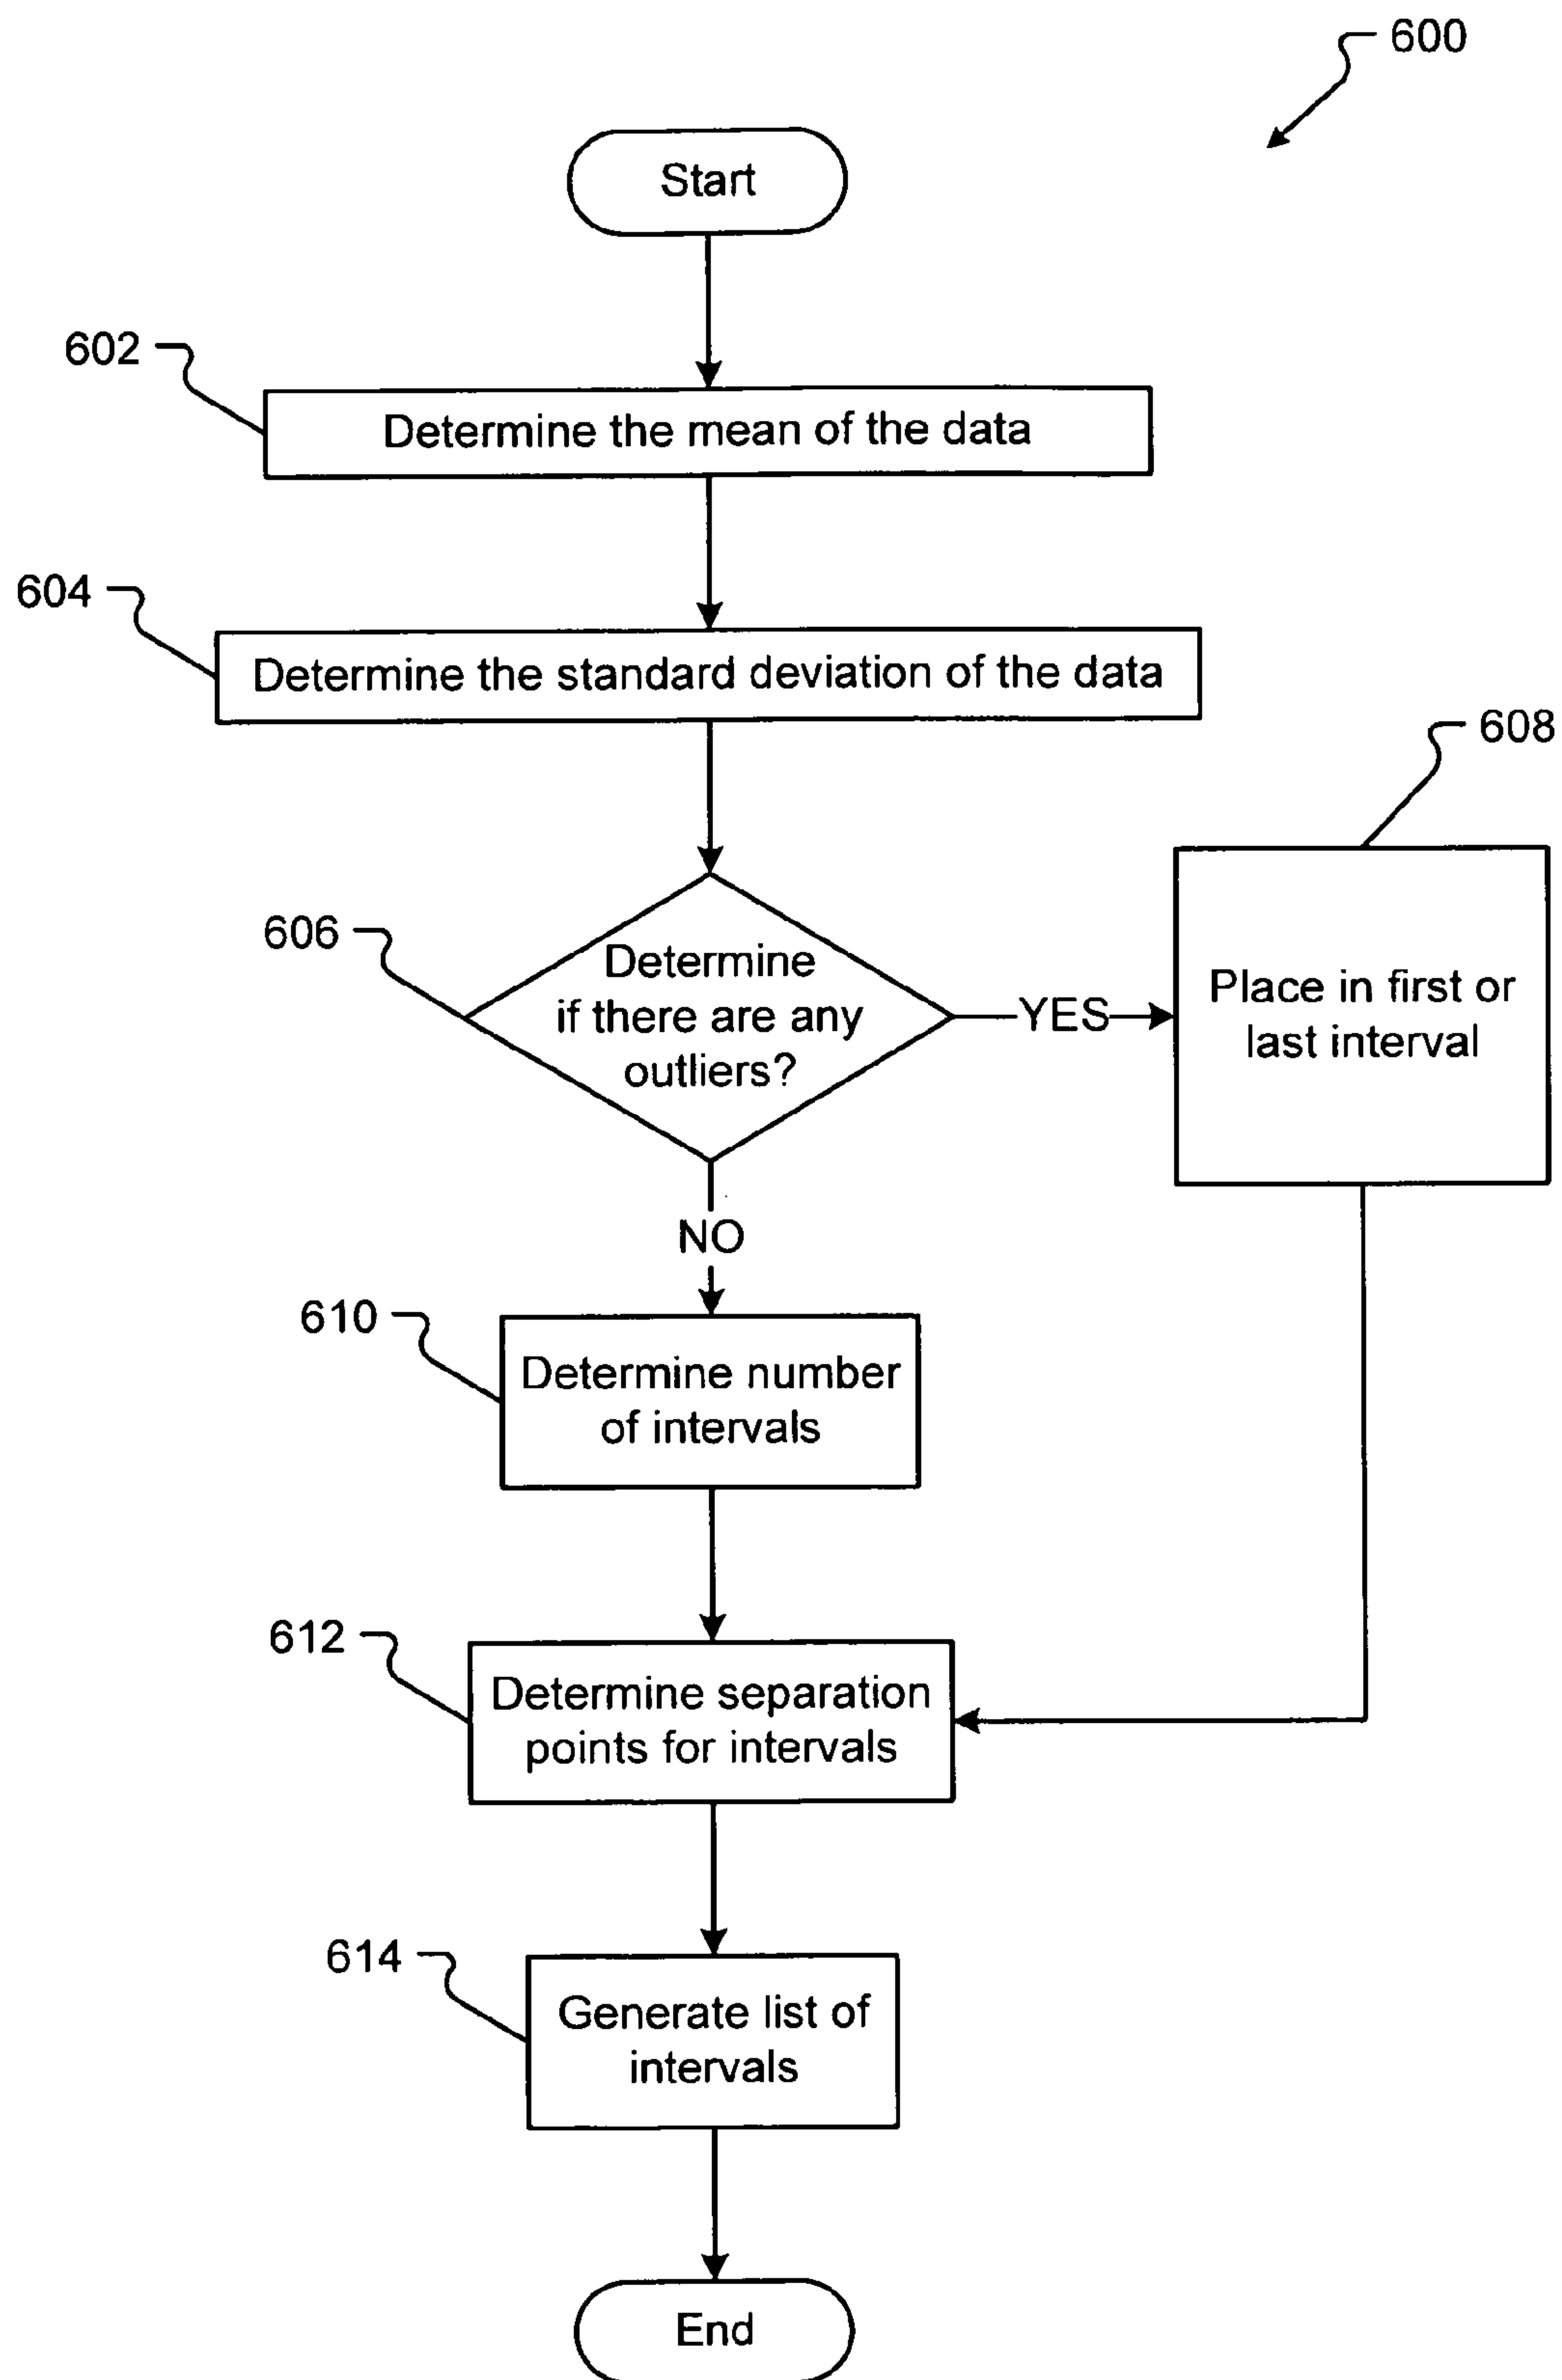 600
Start
602
Determine the mean of the data
604
Determine the standard deviation of the data
608
606
Determine
if there are any
outliers?
YES
Place in first or
last interval
NO
610
Determine number
of intervals
612
Determine separation
points for intervals
614
Generate list of
intervals
End